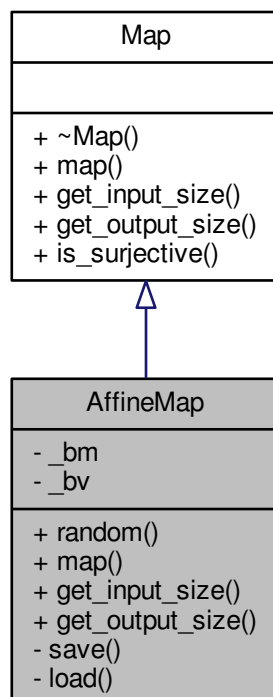 Map
+ ~Map()
+ map()
+ get_input_size()
+ get_output_size()
+ is_surjective()
AffineMap
- _bm
- _bv
+ random()
+ map()
+ get_input_size()
+ get_output_size()
- save()
- load()